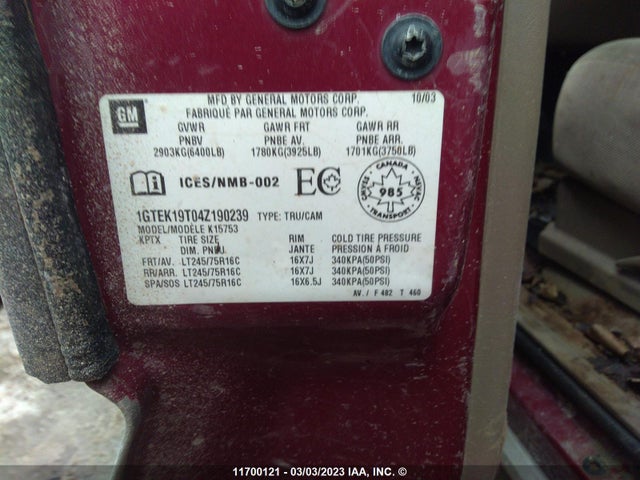 GM
MFD BY GENERAL MOTORS CORP. 10/03
FABRIQUÉ PAR GENERAL MOTORS CORP.
GVWR GAWR FRT GAWR RR
PNBV PNBE AV. PNBE ARR.
2903KG(6400LB) 1780KG(3925LB) 1701KG(3750LB)
ICES/NMB-002 EC
CANADA
985
TRANSPORT
1GTEK19T04Z190239 TYPE: TRU/CAM
MODEL/MODÈLE K15753
KPTX TIRE SIZE RIM COLD TIRE PRESSURE
DIM. PNEU. JANTE PRESSION A FROID
FRT/AV. LT245/75R16C 16X7J 340KPA(50PSI)
RR/ARR. LT245/75R16C 16X7J 340KPA(50PSI)
SPA/SOS LT245/75R16C 16X6.5J 340KPA(50PSI)
AV. / F 482 T 460
11700121 - 03/03/2023 IAA, INC. ©